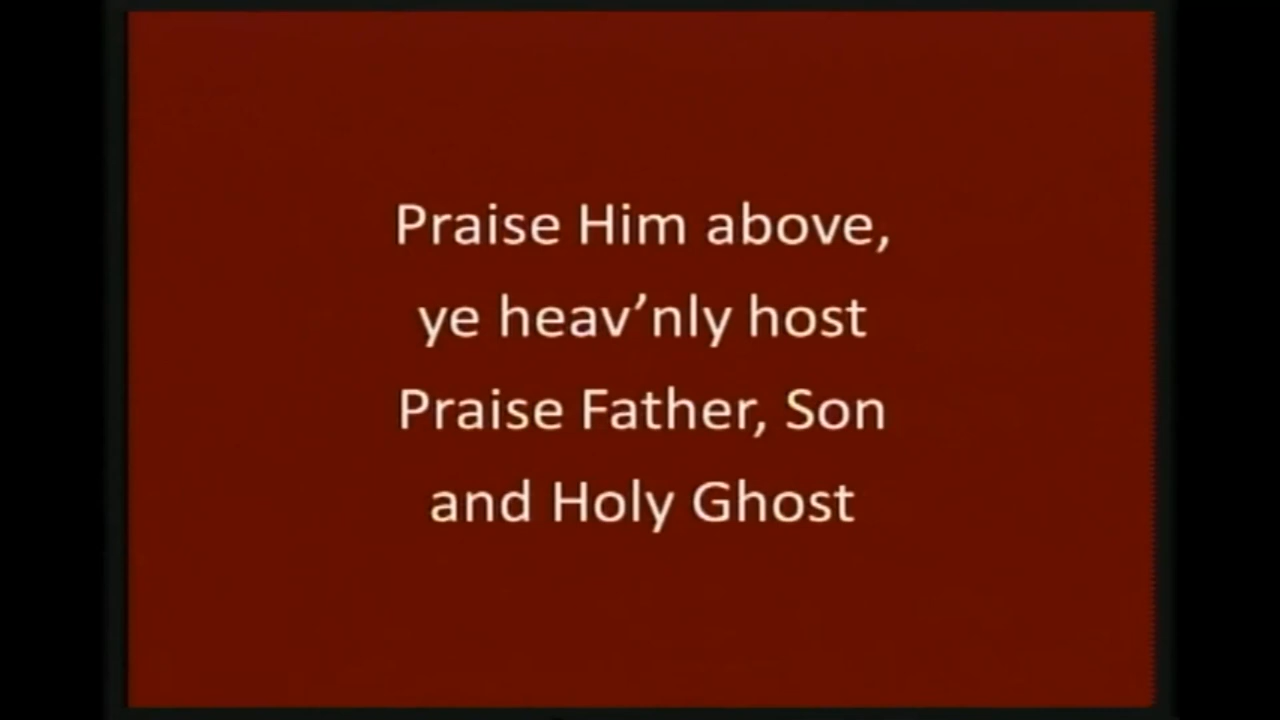 Praise Him above,
ye heav’nly host
Praise Father, Son
and Holy Ghost